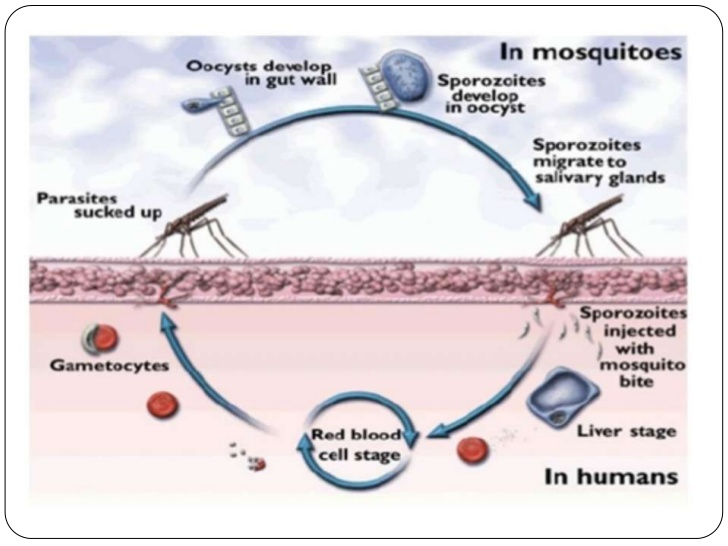 In mosquitoes
Oocysts develop
in gut wall
Sporozoites
develop
in oocyst
Sporozoites
migrate to
salivary glands
Parasites
sucked up
Sporozoites
injected
with
mosquito
bite
Gametocytes
Liver stage
Red blood
cell stage
In humans